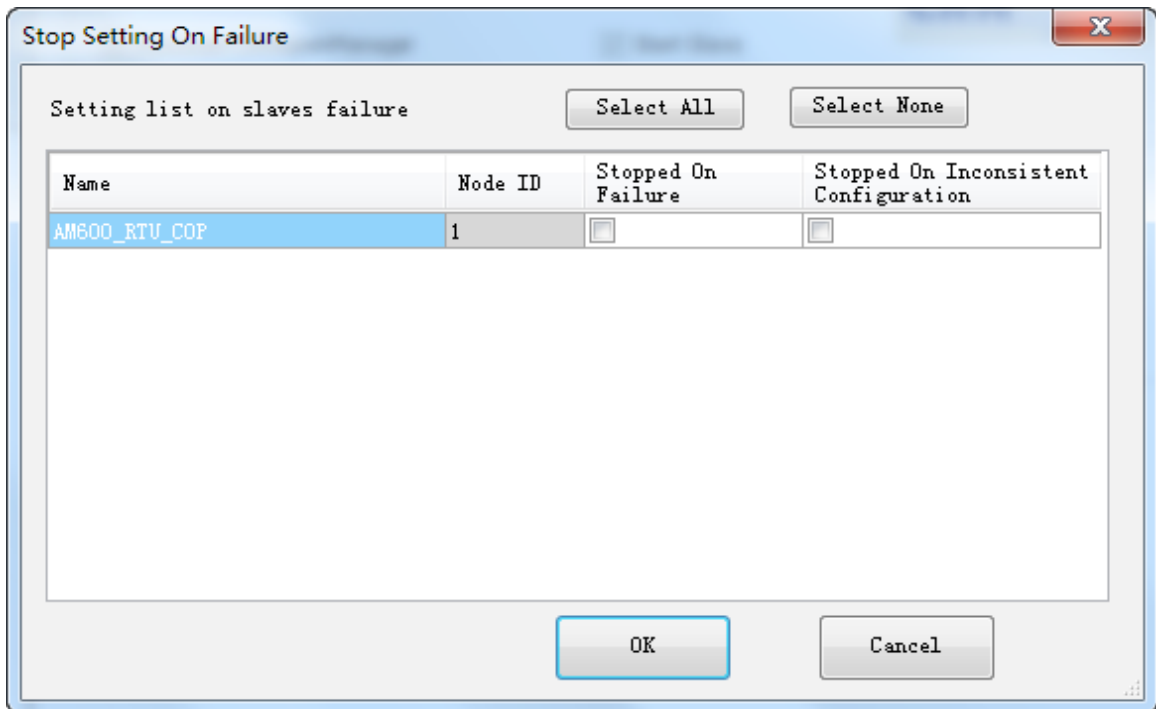 Stop Setting On Failure
Setting list on slaves failure
Select All
Select None
Name
Node ID
Stopped On
Failure
Stopped On Inconsistent
Configuration
AM600_RTU_COP
1
OK
Cancel